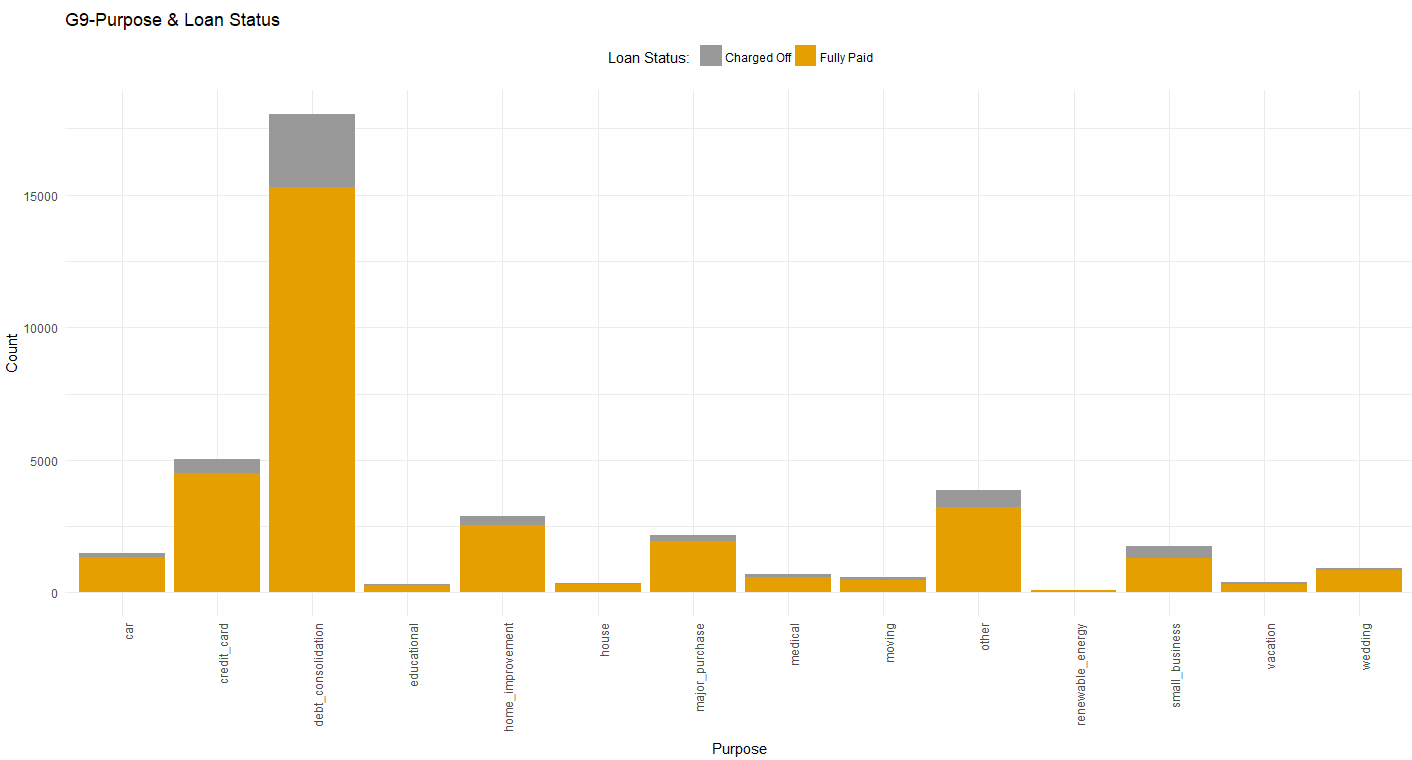 G9-Purpose & Loan Status
Loan Status: Charged Off Fully Paid
Count
15000
10000
5000
0
car
credit_card
debt_consolidation
educational
home_improvement
house
major_purchase
medical
moving
other
renewable_energy
small_business
vacation
wedding
Purpose